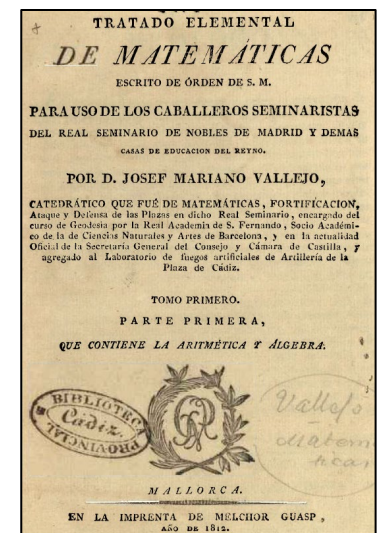 TRATADO ELEMENTAL
DE MATEMÁTICAS
ESCRITO DE ÓRDEN DE S. M.
PARA USO DE LOS CABALLEROS SEMINARISTAS
DEL REAL SEMINARIO DE NOBLES DE MADRID Y DEMAS
CASAS DE EDUCACION DEL REYNO.
POR D. JOSEF MARIANO VALLEJO,
CATEDRÁTICO QUE FUÉ DE MATEMÁTICAS, FORTIFICACION,
Ataque y Defensa de las Plazas en dicho Real Seminario, encargado del
curso de Geodesia por la Real Academia de S. Fernando, Socio Académi-
co de la de Ciencias Naturales y Artes de Barcelona, y en la actualidad
Oficial de la Secretaría General del Consejo y Cámara de Castilla, y
agregado al Laboratorio de fuegos artificiales de Artillería de la
Plaza de Cádiz.
TOMO PRIMERO.
PARTE PRIMERA,
QUE CONTIENE LA ARITMÉTICA Y ÁLGEBRA.
BIBLIOTECA
Cádiz
PROVINCIAL
Vallejo
Matem
ticas
MALLORCA.
EN LA IMPRENTA DE MELCHOR GUASP,
AÑO DE 1812.